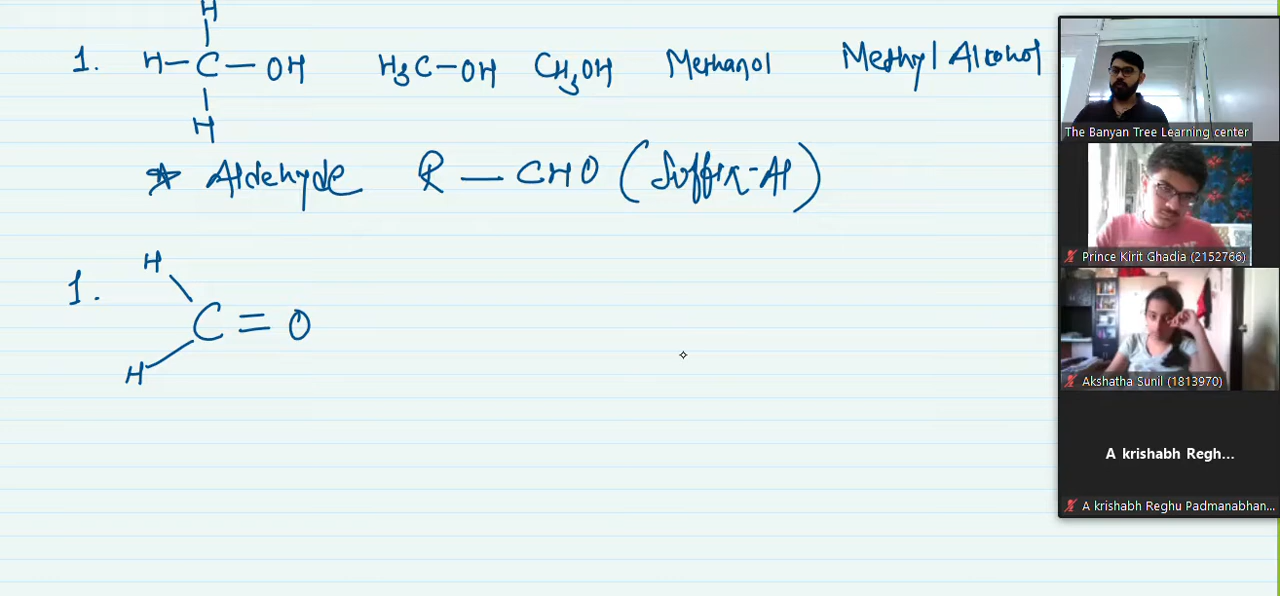 H
1. H–C–OH H₃C–OH CH₃OH Methanol Methyl Alcohol
H
* Aldehyde R — CHO (Suffix-Al)
H
1.
C = O
H
The Banyan Tree Learning center
Prince Kirit Ghadia (2152766)
Akshatha Sunil (1813970)
A krishabh Regh...
A krishabh Reghu Padmanabhan...